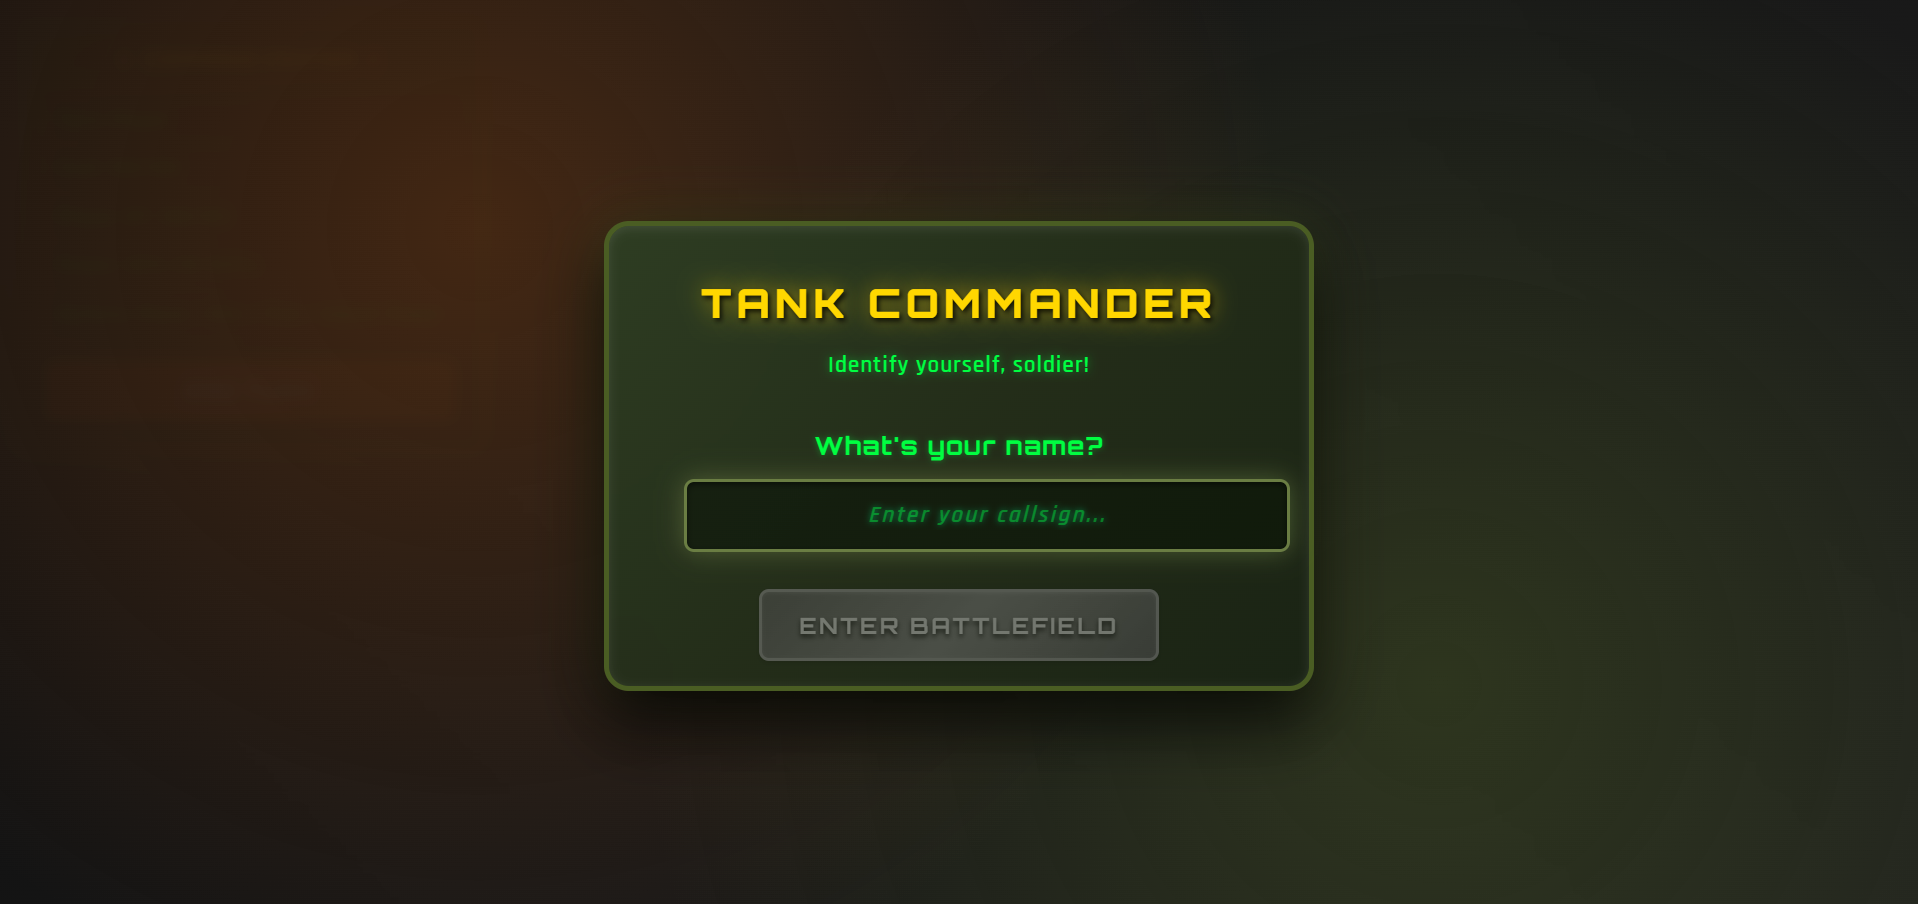 TANK COMMANDER
Identify yourself, soldier!
What's your name?
Enter your callsign...
ENTER BATTLEFIELD